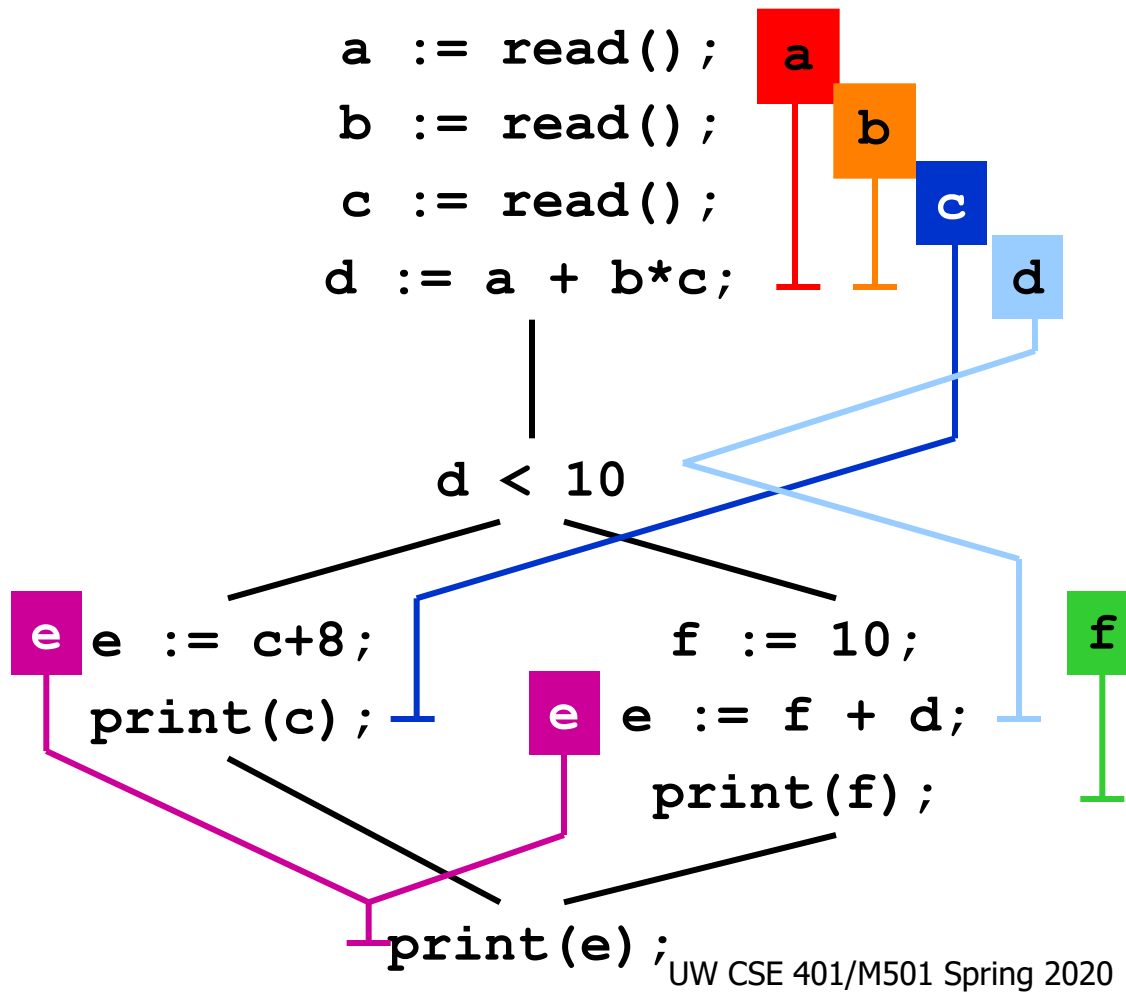 a := read(); a
b := read(); b
c := read(); c
d := a + b*c; d
d < 10
e e := c+8; f := 10; f
print(c); e e := f + d;
print(f);
print(e);
UW CSE 401/M501 Spring 2020